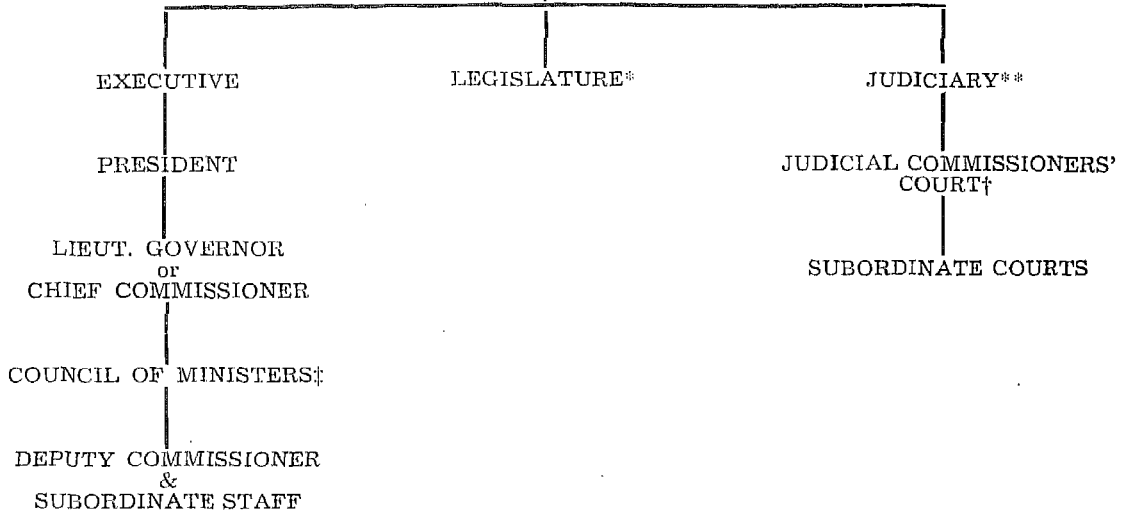 EXECUTIVE
PRESIDENT
LIEUT. GOVERNOR
or
CHIEF COMMISSIONER
COUNCIL OF MINISTERS‡
DEPUTY COMMISSIONER
&
SUBORDINATE STAFF
LEGISLATURE*
JUDICIARY**
JUDICIAL COMMISSIONERS'
COURT†
SUBORDINATE COURTS